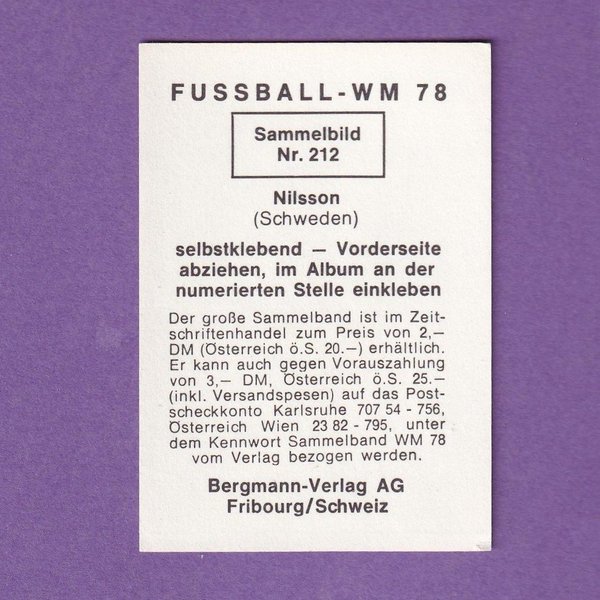 FUSSBALL-WM 78
Sammelbild
Nr. 212
Nilsson
(Schweden)
selbstklebend – Vorderseite
abziehen, im Album an der
numerierten Stelle einkleben
Der große Sammelband ist im Zeit-
schriftenhandel zum Preis von 2,–
DM (Österreich ö.S. 20.–) erhältlich.
Er kann auch gegen Vorauszahlung
von 3,– DM, Österreich ö.S. 25.–
(inkl. Versandspesen) auf das Post-
scheckkonto Karlsruhe 707 54 - 756,
Österreich Wien 23 82 - 795, unter
dem Kennwort Sammelband WM 78
vom Verlag bezogen werden.
Bergmann-Verlag AG
Fribourg/Schweiz